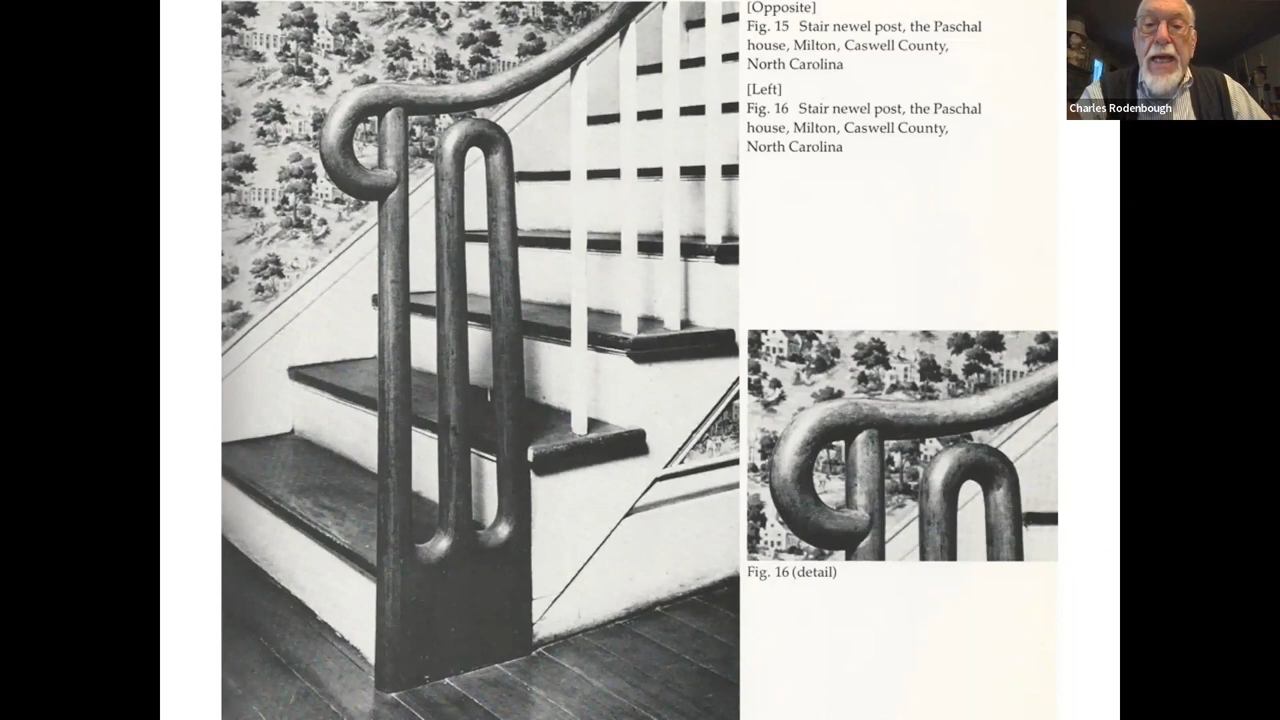 [Opposite]
Fig. 15 Stair newel post, the Paschal
house, Milton, Caswell County,
North Carolina
[Left]
Fig. 16 Stair newel post, the Paschal
house, Milton, Caswell County,
North Carolina
Fig. 16 (detail)
Charles Rodenbough